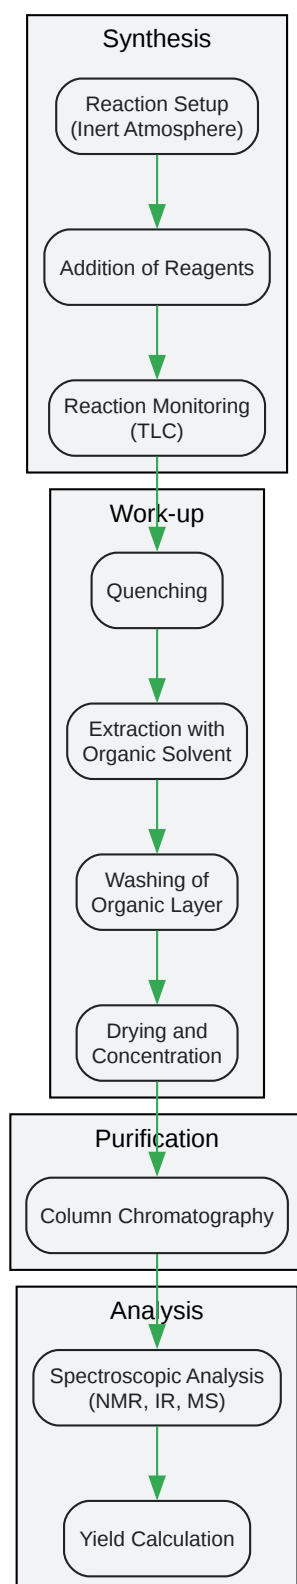 Synthesis
Reaction Setup
(Inert Atmosphere)
Addition of Reagents
Reaction Monitoring
(TLC)
Work-up
Quenching
Extraction with
Organic Solvent
Washing of
Organic Layer
Drying and
Concentration
Purification
Column Chromatography
Analysis
Spectroscopic Analysis
(NMR, IR, MS)
Yield Calculation